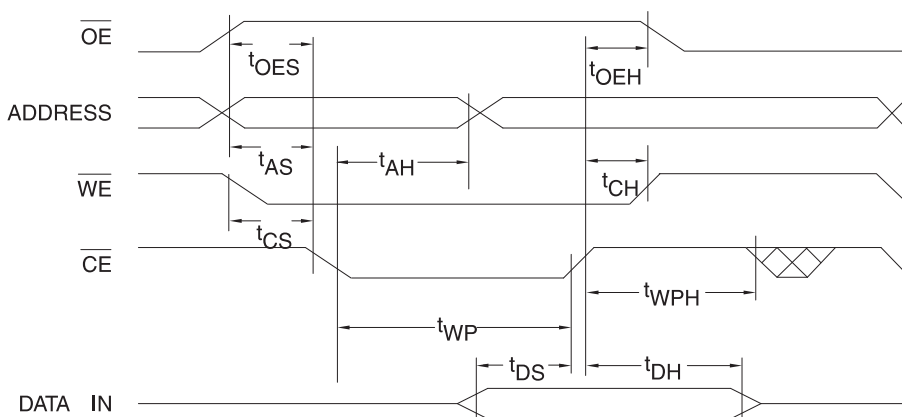 OE
tOES
tOEH
ADDRESS
tAS
tAH
WE
tCH
tCS
CE
tWPH
tWP
tDS
tDH
DATA IN